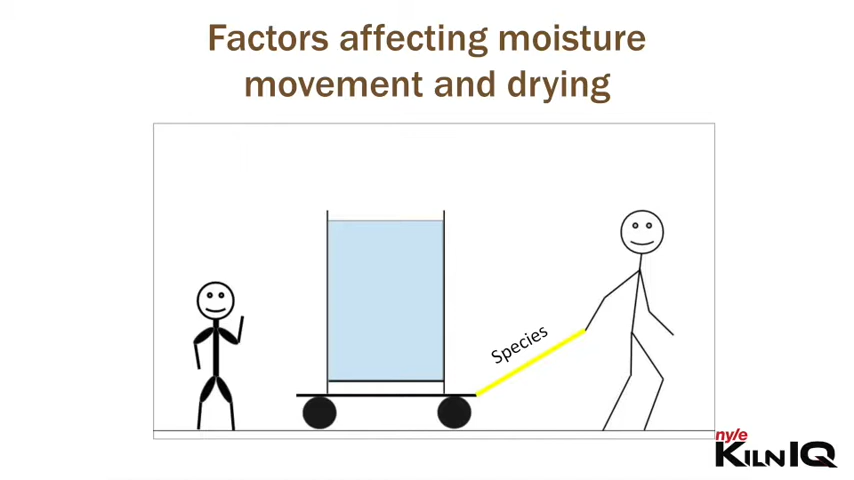 Factors affecting moisture
movement and drying
Species
nyle
KILN IQ